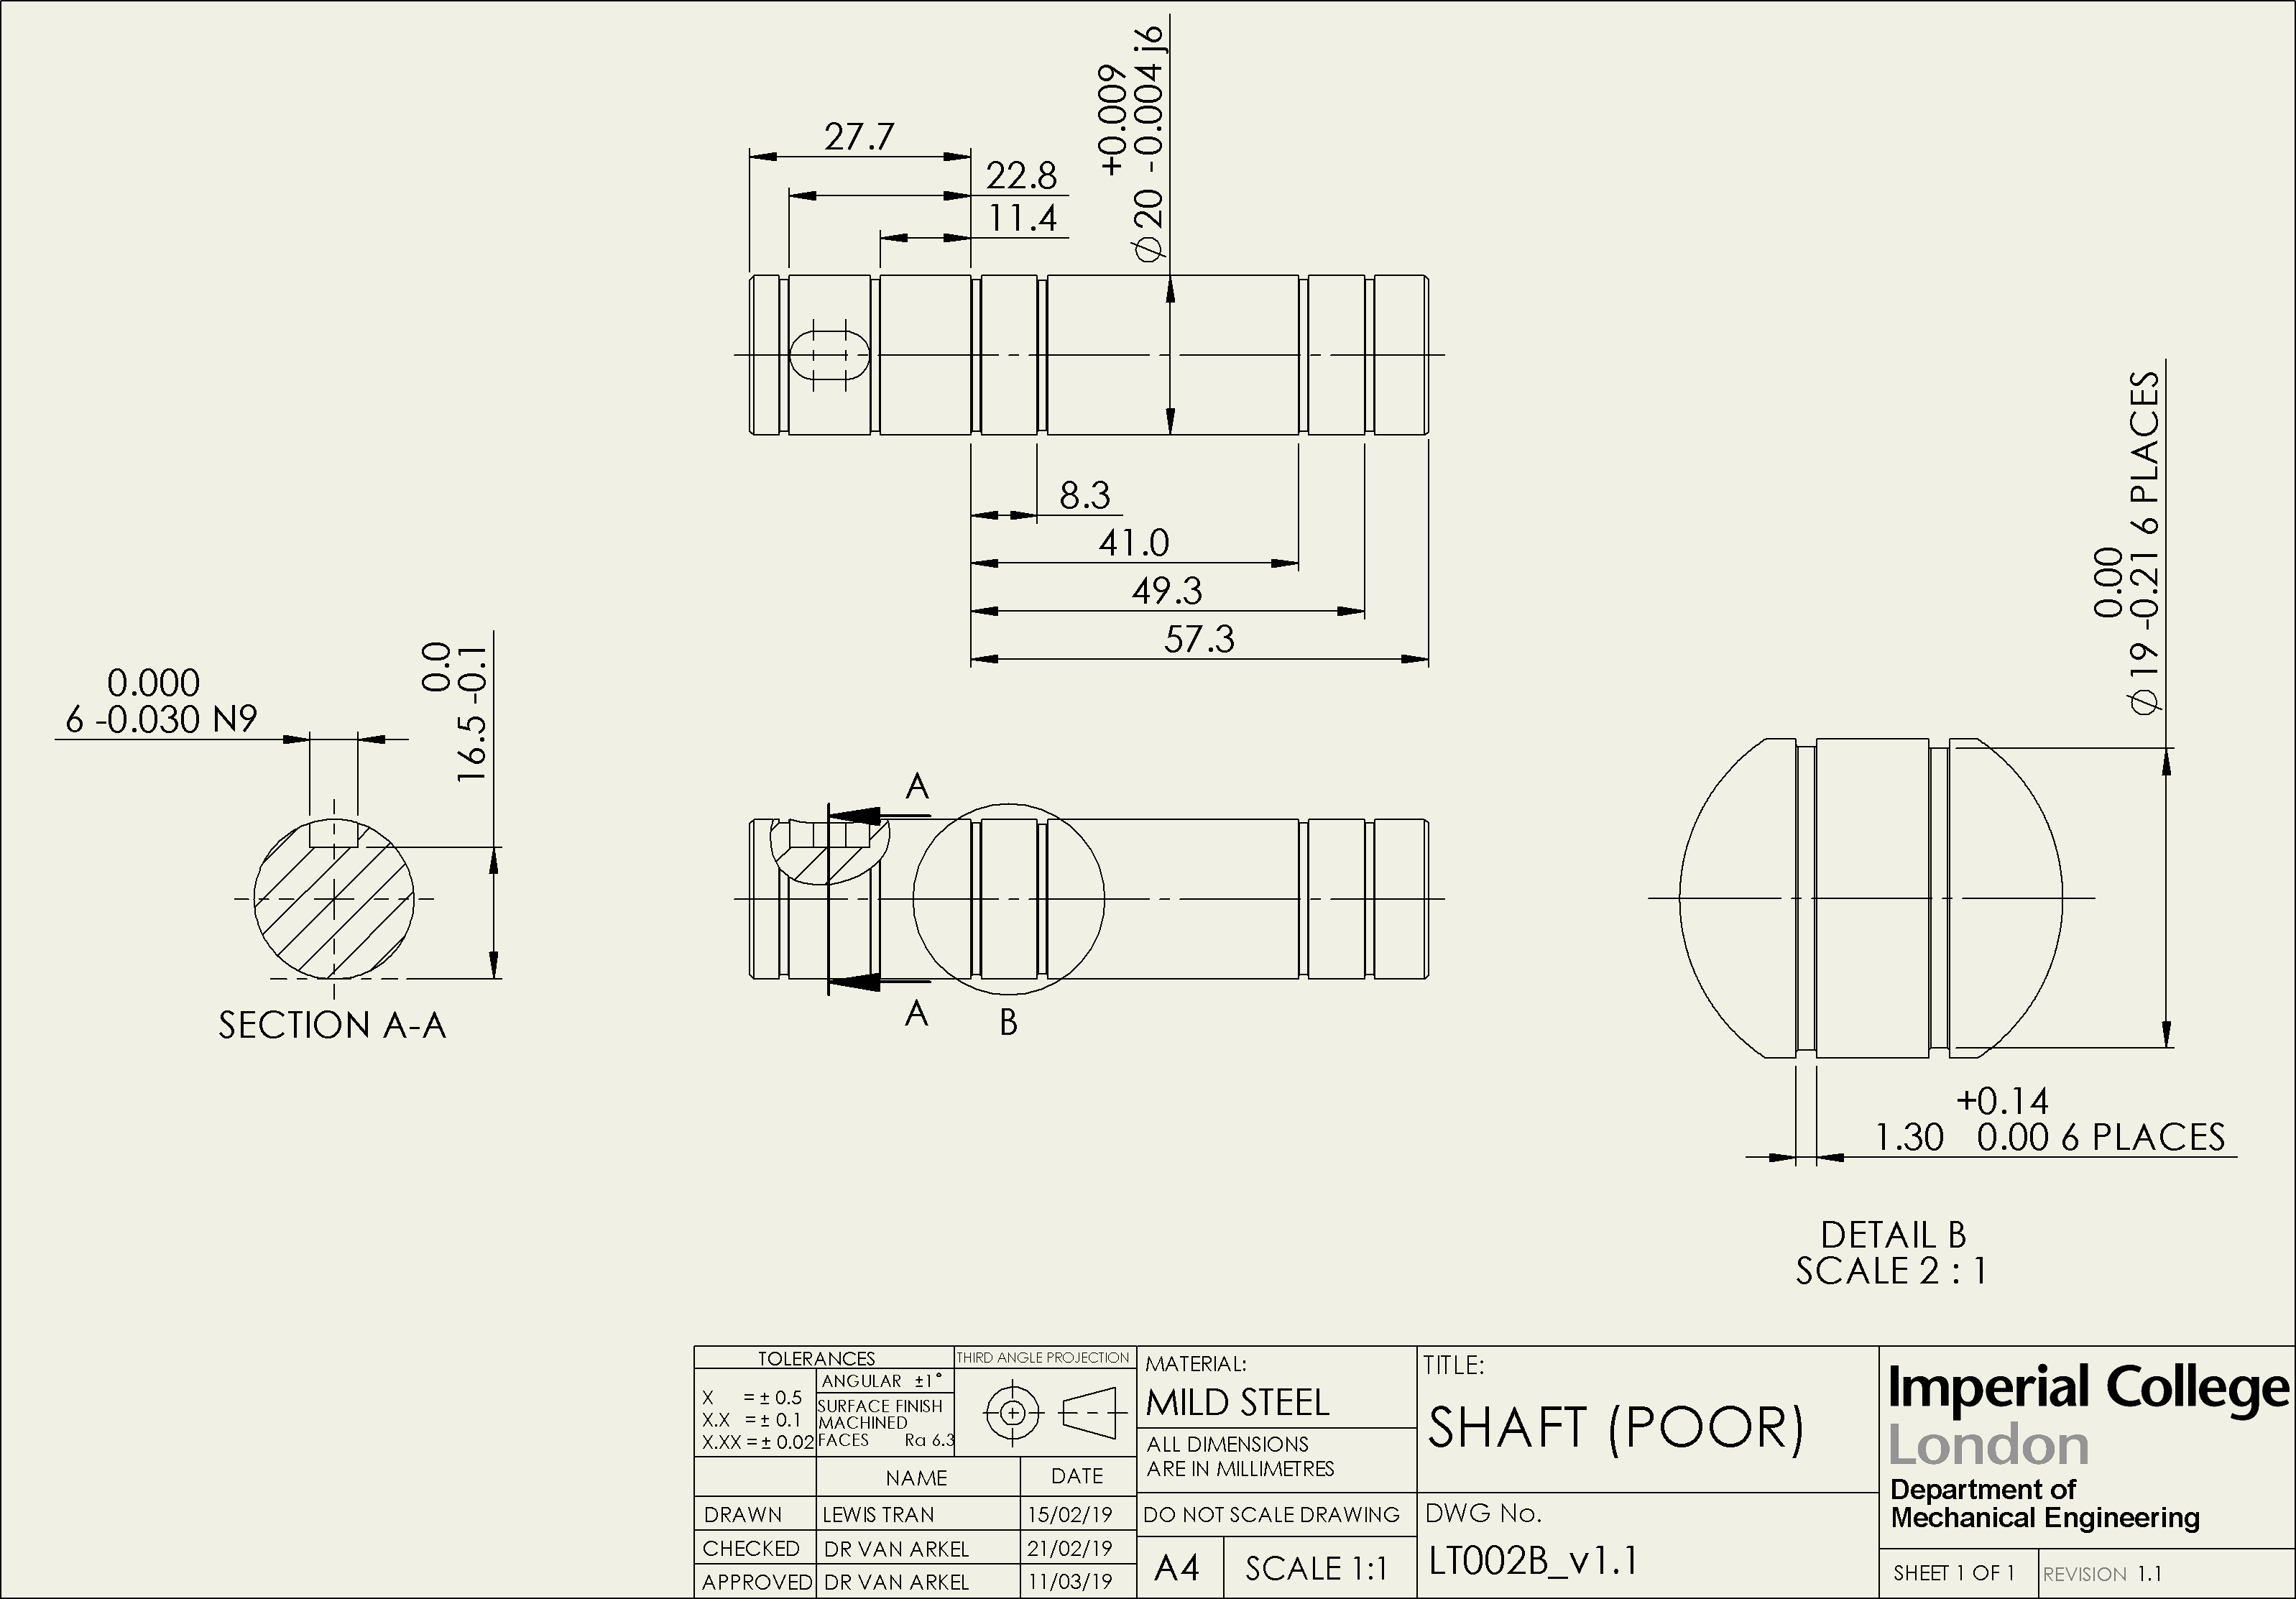 27.7
22.8
11.4
+0.009
⌀20 -0.004 j6
8.3
41.0
49.3
57.3
0.000
6 -0.030 N9
0.0
16.5 -0.1
SECTION A-A
A
A
B
0.00
⌀19 -0.21 6 PLACES
+0.14
1.30 0.00 6 PLACES
DETAIL B
SCALE 2 : 1
TOLERANCES
X = ± 0.5
X.X = ± 0.1
X.XX = ± 0.02
ANGULAR ±1°
SURFACE FINISH
MACHINED
FACES Ra 6.3
THIRD ANGLE PROJECTION
NAME DATE
DRAWN LEWIS TRAN 15/02/19
CHECKED DR VAN ARKEL 21/02/19
APPROVED DR VAN ARKEL 11/03/19
MATERIAL:
MILD STEEL
ALL DIMENSIONS
ARE IN MILLIMETRES
DO NOT SCALE DRAWING
A4 SCALE 1:1
TITLE:
SHAFT (POOR)
DWG No.
LT002B_v1.1
Imperial College
London
Department of
Mechanical Engineering
SHEET 1 OF 1 REVISION 1.1